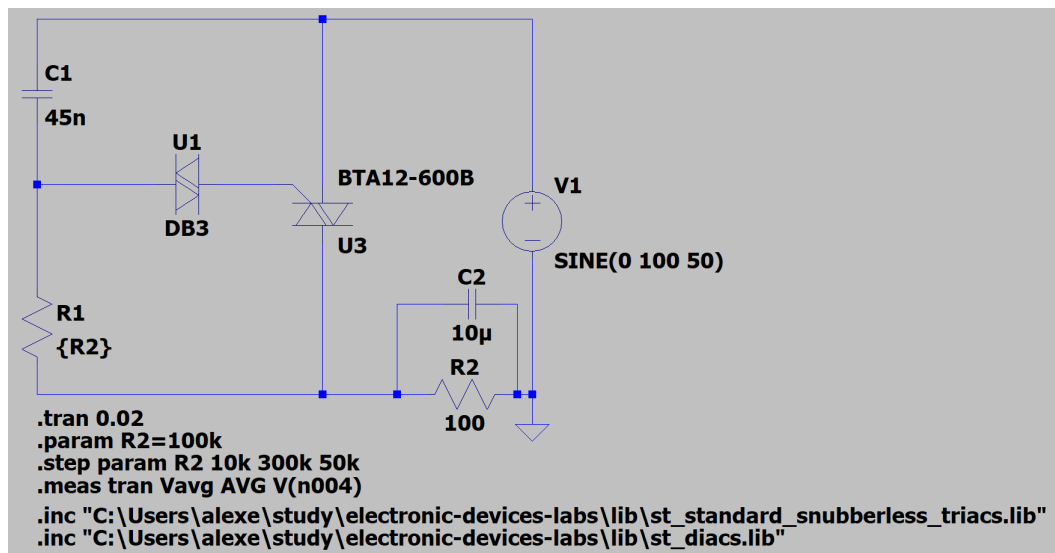 C1
45n
U1
DB3
BTA12-600B
U3
V1
SINE(0 100 50)
C2
10µ
R1
{R2}
R2
100
.tran 0.02
.param R2=100k
.step param R2 10k 300k 50k
.meas tran Vavg AVG V(n004)
.inc "C:\Users\alexe\study\electronic-devices-labs\lib\st_standard_snubberless_triacs.lib"
.inc "C:\Users\alexe\study\electronic-devices-labs\lib\st_diacs.lib"